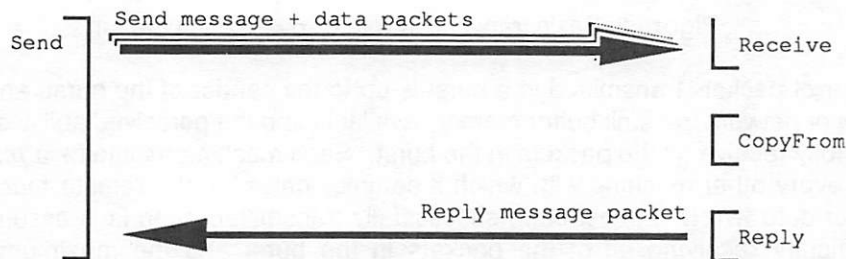 Send message + data packets
Send
Receive
CopyFrom
Reply message packet
Reply